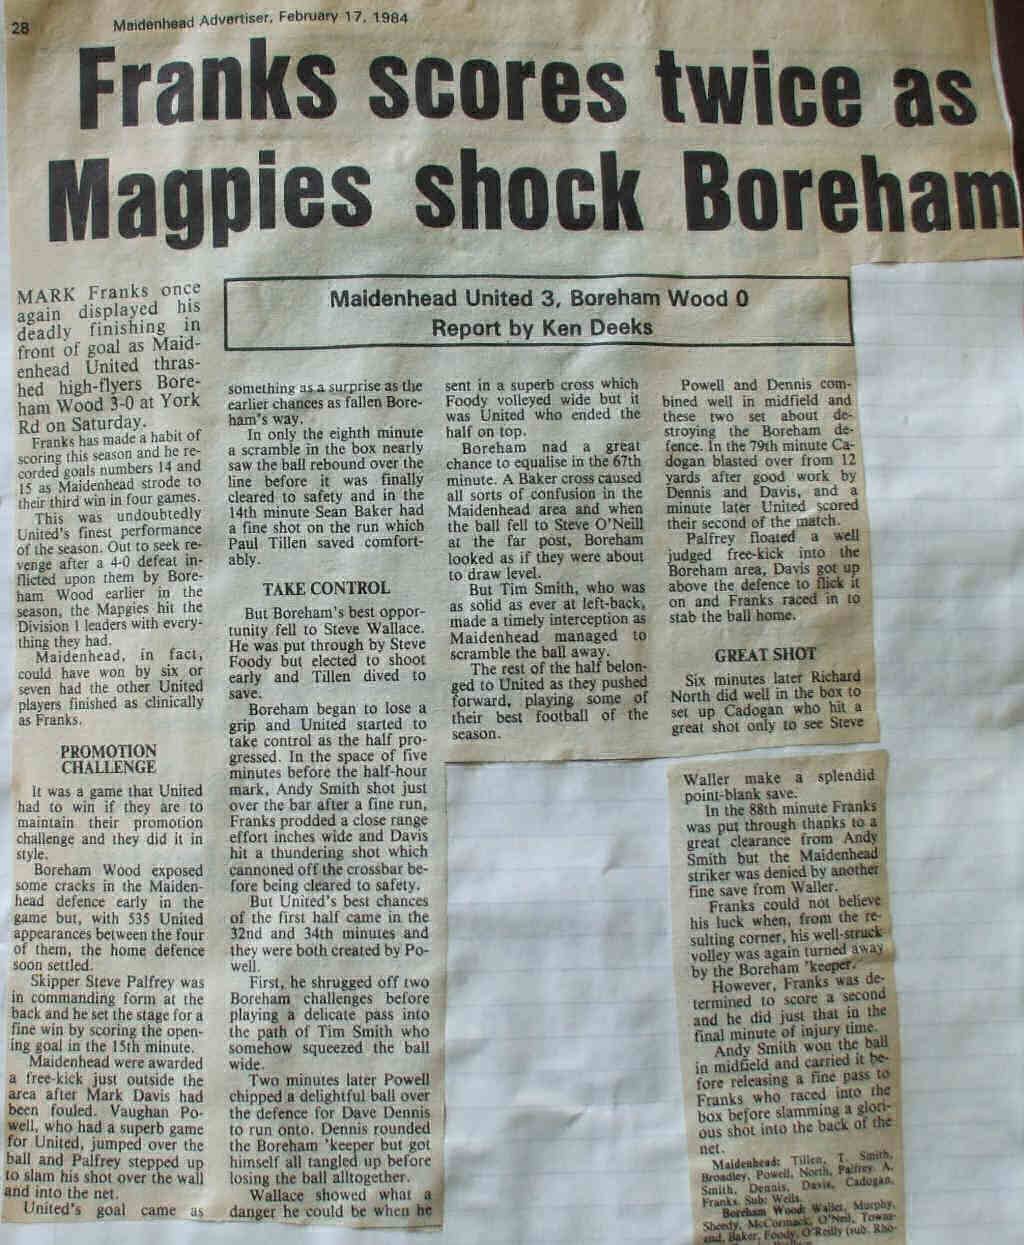 28
Maidenhead Advertiser, February 17, 1984
Franks scores twice as
Magpies shock Boreham
Maidenhead United 3, Boreham Wood 0
Report by Ken Deeks
MARK Franks once
again displayed his
deadly finishing in
front of goal as Maid-
enhead United thras-
hed high-flyers Bore-
ham Wood 3-0 at York
Rd on Saturday.
Franks has made a habit of
scoring this season and he re-
corded goals numbers 14 and
15 as Maidenhead strode to
their third win in four games.
This was undoubtedly
United's finest performance
of the season. Out to seek re-
venge after a 4-0 defeat in-
flicted upon them by Bore-
ham Wood earlier in the
season, the Mapgies hit the
Division 1 leaders with every-
thing they had.
Maidenhead, in fact,
could have won by six or
seven had the other United
players finished as clinically
as Franks.
PROMOTION
CHALLENGE
It was a game that United
had to win if they are to
maintain their promotion
challenge and they did it in
style.
Boreham Wood exposed
some cracks in the Maiden-
head defence early in the
game but, with 535 United
appearances between the four
of them, the home defence
soon settled.
Skipper Steve Palfrey was
in commanding form at the
back and he set the stage for a
fine win by scoring the open-
ing goal in the 15th minute.
Maidenhead were awarded
a free-kick just outside the
area after Mark Davis had
been fouled. Vaughan Po-
well, who had a superb game
for United, jumped over the
ball and Palfrey stepped up
to slam his shot over the wall
and into the net.
United's goal came as
something as a surprise as the
earlier chances as fallen Bore-
ham's way.
In only the eighth minute
a scramble in the box nearly
saw the ball rebound over the
line before it was finally
cleared to safety and in the
14th minute Sean Baker had
a fine shot on the run which
Paul Tillen saved comfort-
ably.
TAKE CONTROL
But Boreham's best oppor-
tunity fell to Steve Wallace.
He was put through by Steve
Foody but elected to shoot
early and Tillen dived to
save.
Boreham began to lose a
grip and United started to
take control as the half pro-
gressed. In the space of five
minutes before the half-hour
mark, Andy Smith shot just
over the bar after a fine run,
Franks prodded a close range
effort inches wide and Davis
hit a thundering shot which
cannoned off the crossbar be-
fore being cleared to safety.
But United's best chances
of the first half came in the
32nd and 34th minutes and
they were both created by Po-
well.
First, he shrugged off two
Boreham challenges before
playing a delicate pass into
the path of Tim Smith who
somehow squeezed the ball
wide.
Two minutes later Powell
chipped a delightful ball over
the defence for Dave Dennis
to run onto. Dennis rounded
the Boreham 'keeper but got
himself all tangled up before
losing the ball alltogether.
Wallace showed what a
danger he could be when he
sent in a superb cross which
Foody volleyed wide but it
was United who ended the
half on top.
Boreham had a great
chance to equalise in the 67th
minute. A Baker cross caused
all sorts of confusion in the
Maidenhead area and when
the ball fell to Steve O'Neill
at the far post, Boreham
looked as if they were about
to draw level.
But Tim Smith, who was
as solid as ever at left-back,
made a timely interception as
Maidenhead managed to
scramble the ball away.
The rest of the half belon-
ged to United as they pushed
forward, playing some of
their best football of the
season.
Powell and Dennis com-
bined well in midfield and
these two set about de-
stroying the Boreham de-
fence. In the 79th minute Ca-
dogan blasted over from 12
yards after good work by
Dennis and Davis, and a
minute later United scored
their second of the match.
Palfrey floated a well
judged free-kick into the
Boreham area, Davis got up
above the defence to flick it
on and Franks raced in to
stab the ball home.
GREAT SHOT
Six minutes later Richard
North did well in the box to
set up Cadogan who hit a
great shot only to see Steve
Waller make a splendid
point-blank save.
In the 88th minute Franks
was put through thanks to a
great clearance from Andy
Smith but the Maidenhead
striker was denied by another
fine save from Waller.
Franks could not believe
his luck when, from the re-
sulting corner, his well-struck
volley was again turned away
by the Boreham 'keeper.
However, Franks was de-
termined to score a second
and he did just that in the
final minute of injury time.
Andy Smith won the ball
in midfield and carried it be-
fore releasing a fine pass to
Franks who raced into the
box before slamming a glori-
ous shot into the back of the
net.
Maidenhead: Tillen, T. Smith,
Broadley, Powell, North, Palfrey, A.
Smith, Dennis, Davis, Cadogan,
Franks. Sub: Wells.
Boreham Wood: Waller, Murphy,
Sheedy, McCormack, O'Neil, Towns-
end, Baker, Foody, O'Reilly (sub. Rho-